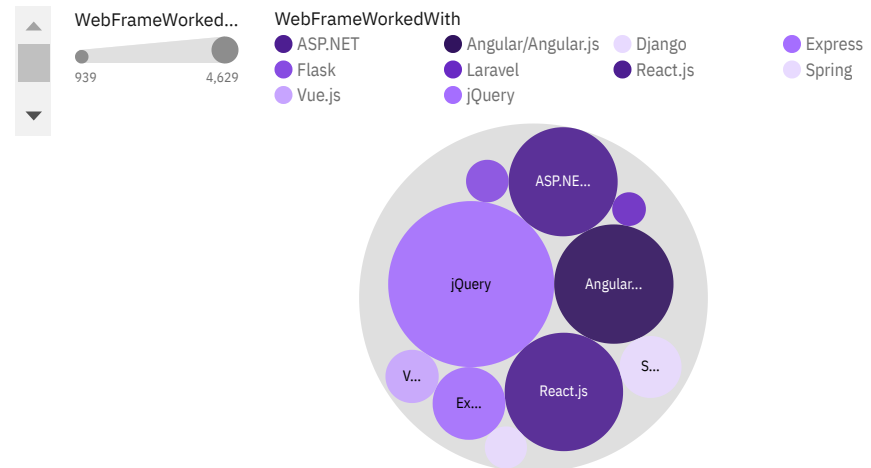 WebFrameWorked...
939 4,629
WebFrameWorkedWith
ASP.NET Angular/Angular.js Django Express
Flask Laravel React.js Spring
Vue.js jQuery
ASP.NE...
jQuery Angular...
V... Ex... React.js S...